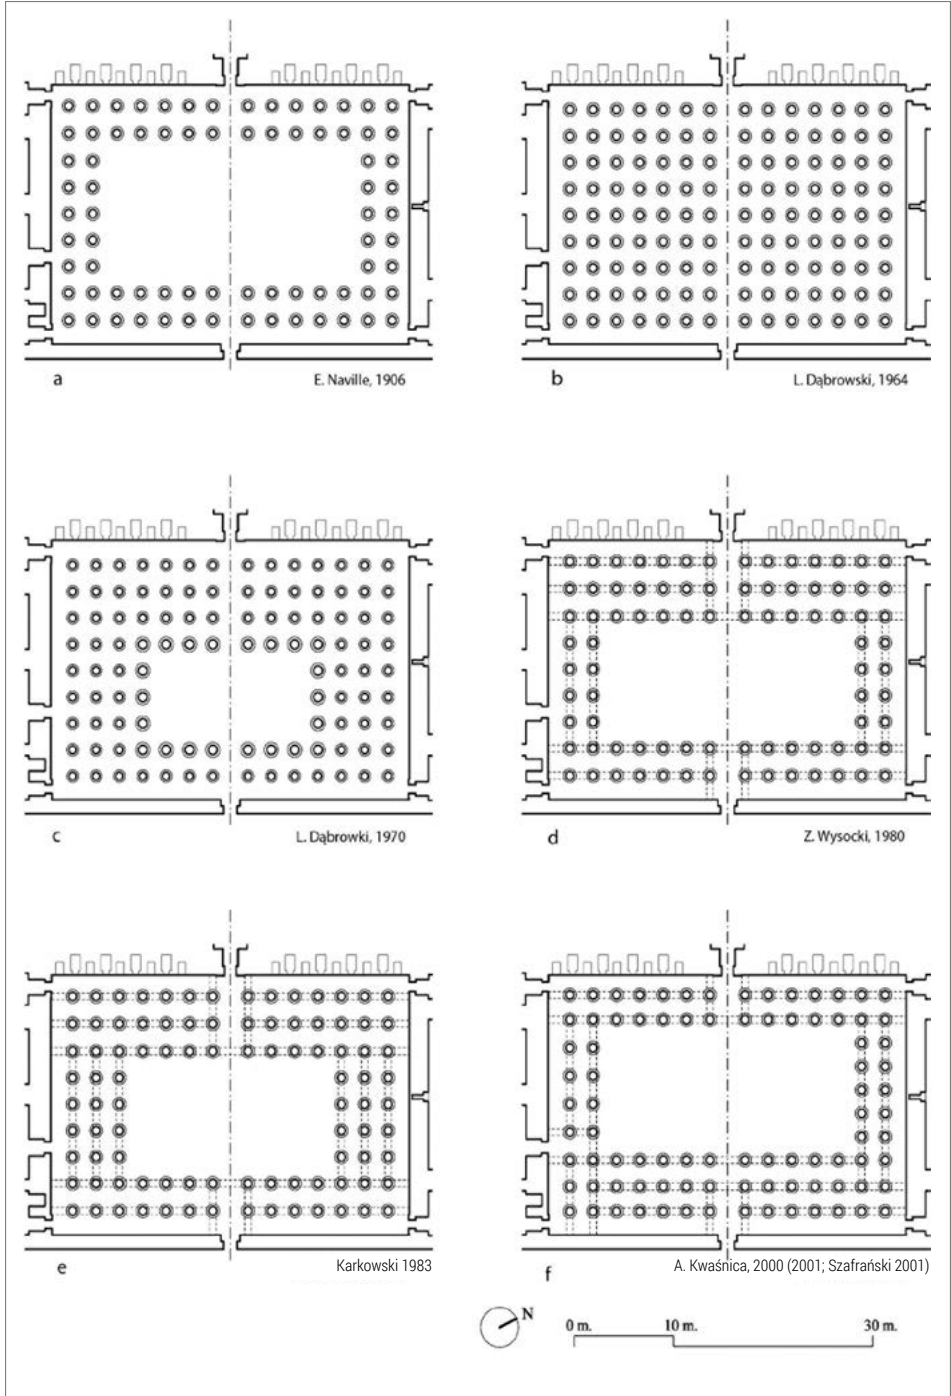 a
E. Naville, 1906
b
L. Dąbrowski, 1964
c
L. Dąbrowki, 1970
d
Z. Wysocki, 1980
e
Karkowski 1983
f
A. Kwaśnica, 2000 (2001; Szafrański 2001)
N
0 m.
10 m.
30 m.